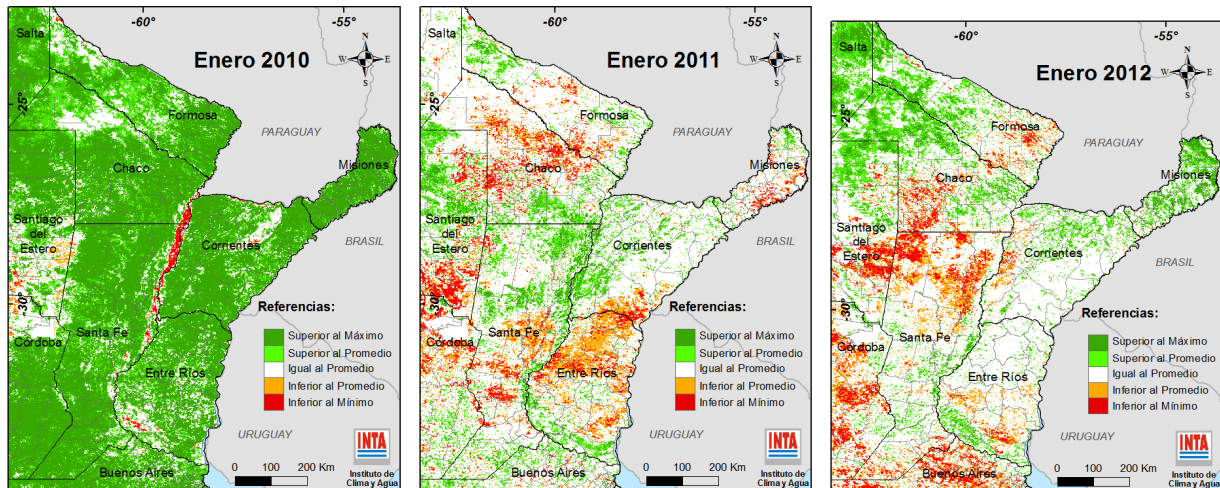 -60°
-55°
Salta
Enero 2010
N
W
E
S
-25°
Formosa
PARAGUAY
Chaco
Misiones
Santiago
del
Estero
Corrientes
BRASIL
-30°
Referencias:
Superior al Máximo
Superior al Promedio
Igual al Promedio
Inferior al Promedio
Inferior al Mínimo
Santa Fe
Córdoba
Entre Ríos
URUGUAY
INTA
Instituto de
Clima y Agua
Buenos Aires
0 100 200 Km
-60°
-55°
Salta
Enero 2011
N
W
E
S
-25°
Formosa
PARAGUAY
Chaco
Misiones
Santiago
del
Estero
Corrientes
BRASIL
-30°
Referencias:
Superior al Máximo
Superior al Promedio
Igual al Promedio
Inferior al Promedio
Inferior al Mínimo
Santa Fe
Córdoba
Entre Ríos
URUGUAY
INTA
Instituto de
Clima y Agua
Buenos Aires
0 100 200 Km
-60°
-55°
Salta
Enero 2012
N
W
E
S
-25°
Formosa
PARAGUAY
Chaco
Misiones
Santiago
del
Estero
Corrientes
BRASIL
-30°
Referencias:
Superior al Máximo
Superior al Promedio
Igual al Promedio
Inferior al Promedio
Inferior al Mínimo
Santa Fe
Córdoba
Entre Ríos
URUGUAY
INTA
Instituto de
Clima y Agua
Buenos Aires
0 100 200 Km